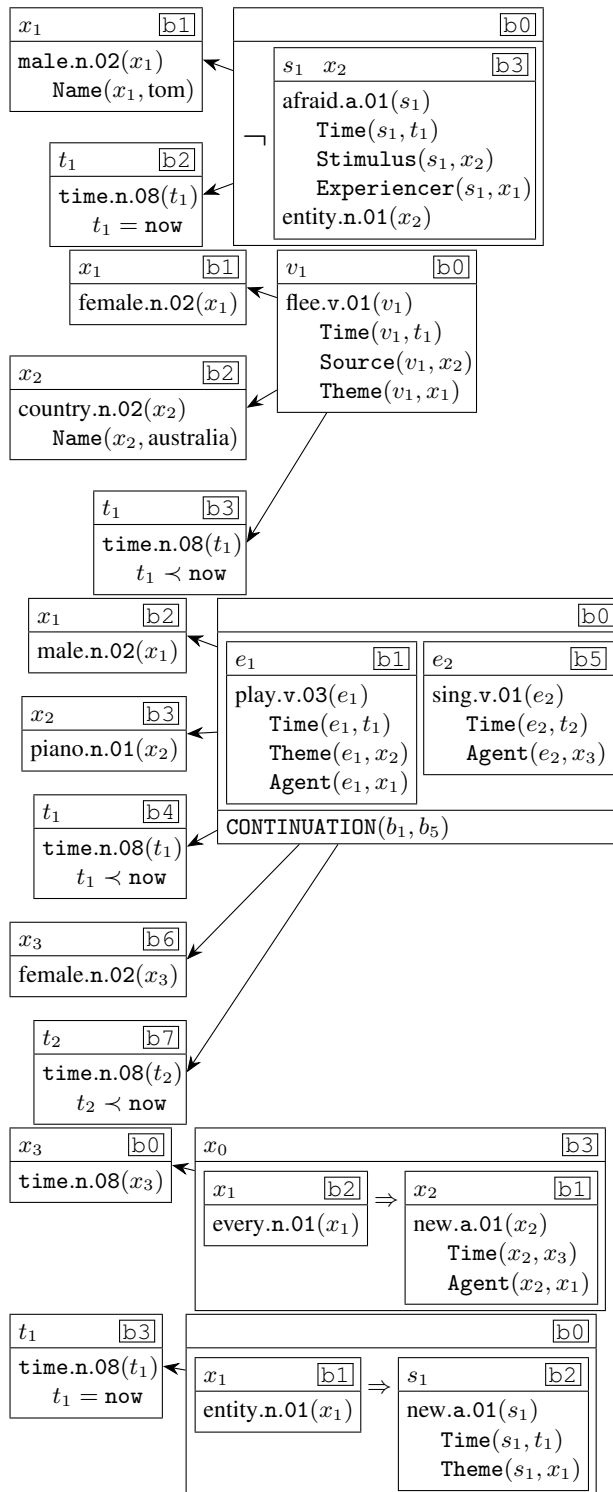 x1 b1
male.n.02(x1)
Name(x1, tom)
b0
¬
s1 x2 b3
afraid.a.01(s1)
Time(s1, t1)
Stimulus(s1, x2)
Experiencer(s1, x1)
entity.n.01(x2)
t1 b2
time.n.08(t1)
t1 = now
x1 b1
female.n.02(x1)
v1 b0
flee.v.01(v1)
Time(v1, t1)
Source(v1, x2)
Theme(v1, x1)
x2 b2
country.n.02(x2)
Name(x2, australia)
t1 b3
time.n.08(t1)
t1 ≺ now
x1 b2
male.n.02(x1)
b0
e1 b1
play.v.03(e1)
Time(e1, t1)
Theme(e1, x2)
Agent(e1, x1)
e2 b5
sing.v.01(e2)
Time(e2, t2)
Agent(e2, x3)
CONTINUATION(b1, b5)
x2 b3
piano.n.01(x2)
t1 b4
time.n.08(t1)
t1 ≺ now
x3 b6
female.n.02(x3)
t2 b7
time.n.08(t2)
t2 ≺ now
x3 b0
time.n.08(x3)
x0 b3
x1 b2
every.n.01(x1)
⇒
x2 b1
new.a.01(x2)
Time(x2, x3)
Agent(x2, x1)
t1 b3
time.n.08(t1)
t1 = now
b0
x1 b1
entity.n.01(x1)
⇒
s1 b2
new.a.01(s1)
Time(s1, t1)
Theme(s1, x1)